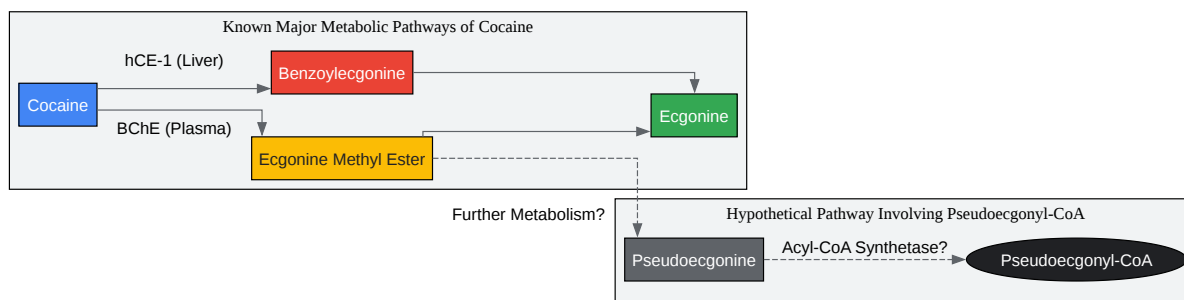 Known Major Metabolic Pathways of Cocaine
hCE-1 (Liver)
Benzoylecgonine
Cocaine
Ecgonine
BChE (Plasma)
Ecgonine Methyl Ester
Further Metabolism?
Hypothetical Pathway Involving Pseudoecgonyl-CoA
Acyl-CoA Synthetase?
Pseudoecgonine
Pseudoecgonyl-CoA